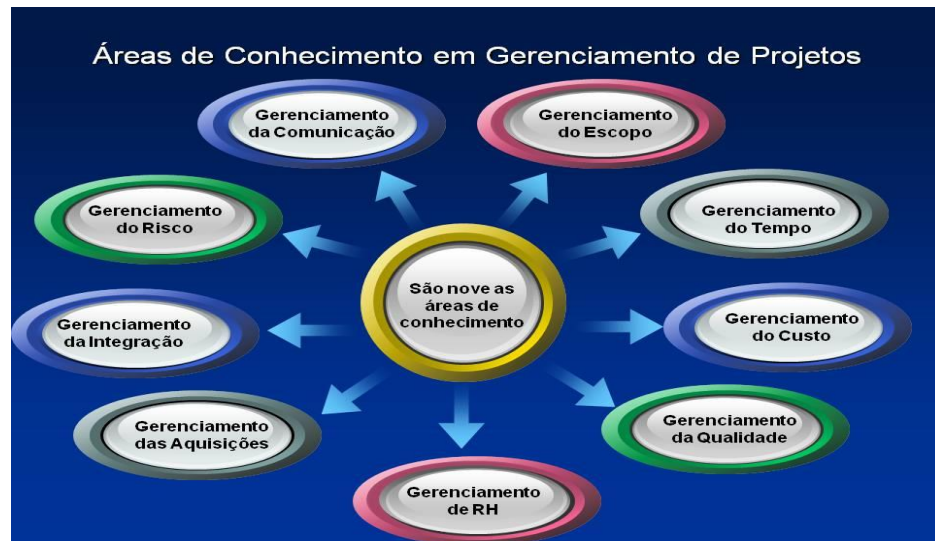 Áreas de Conhecimento em Gerenciamento de Projetos
Gerenciamento
da Comunicação
Gerenciamento
do Escopo
Gerenciamento
do Risco
Gerenciamento
do Tempo
São nove as
áreas de
conhecimento
Gerenciamento
da Integração
Gerenciamento
do Custo
Gerenciamento
das Aquisições
Gerenciamento
da Qualidade
Gerenciamento
de RH